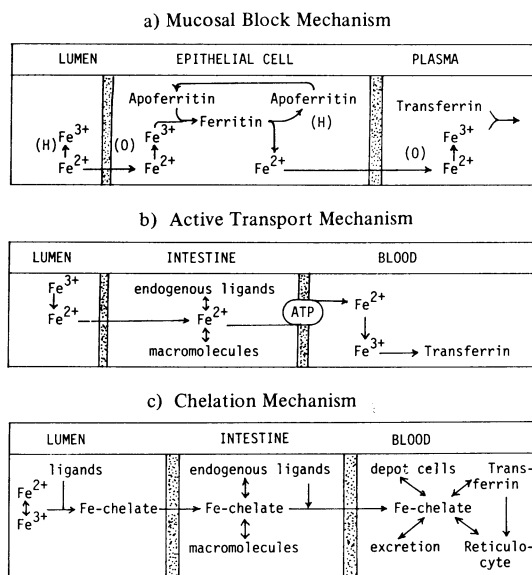 a) Mucosal Block Mechanism
LUMEN EPITHELIAL CELL PLASMA
Apoferritin Apoferritin
Transferrin
Fe3+ Fe3+ Ferritin (H) Fe3+
(H) (O) (O)
Fe2+ Fe2+ Fe2+ Fe2+
b) Active Transport Mechanism
LUMEN INTESTINE BLOOD
Fe3+ endogenous ligands
Fe2+ Fe2+ ATP Fe2+
macromolecules Fe3+ Transferrin
c) Chelation Mechanism
LUMEN INTESTINE BLOOD
ligands endogenous ligands depot cells Trans-
ferrin
Fe2+
Fe-chelate Fe-chelate Fe-chelate
Fe3+
macromolecules excretion Reticulo-
cyte